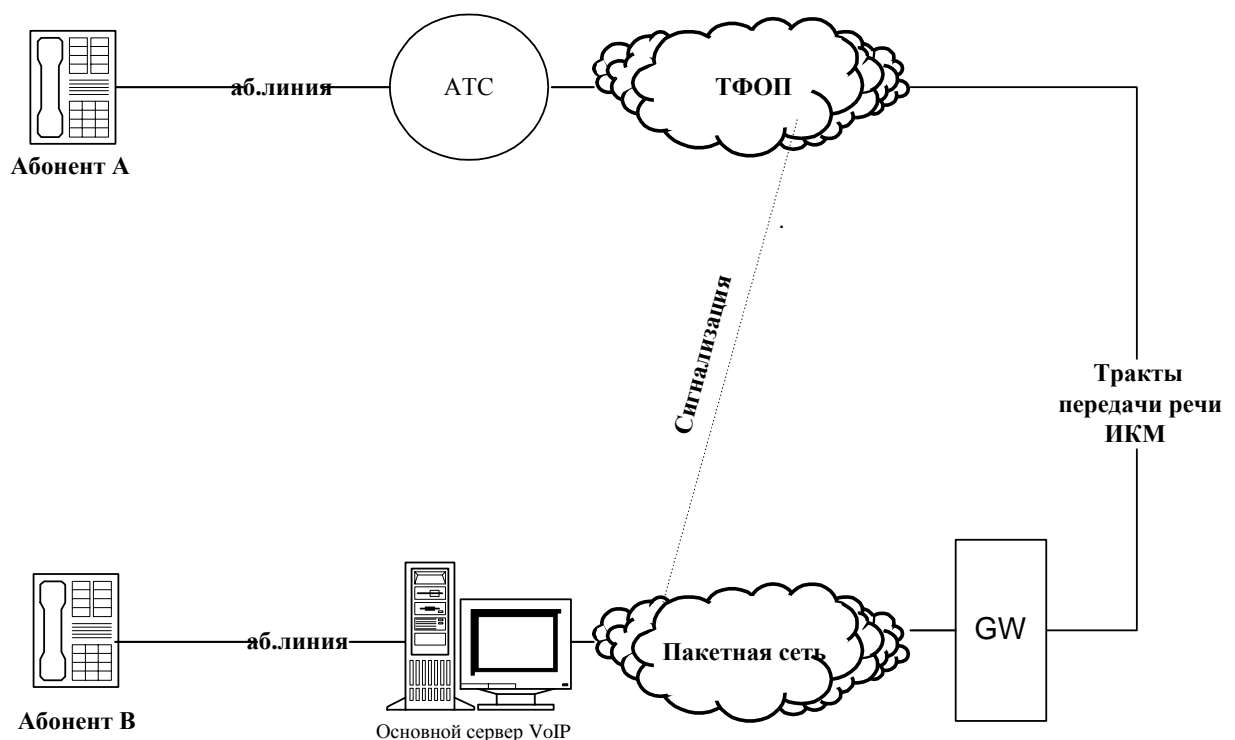 аб.линия
АТС
ТФОП
Абонент А
Сигнализация
Тракты
передачи речи
ИКМ
аб.линия
Пакетная сеть
GW
Абонент В
Основной сервер VoIP